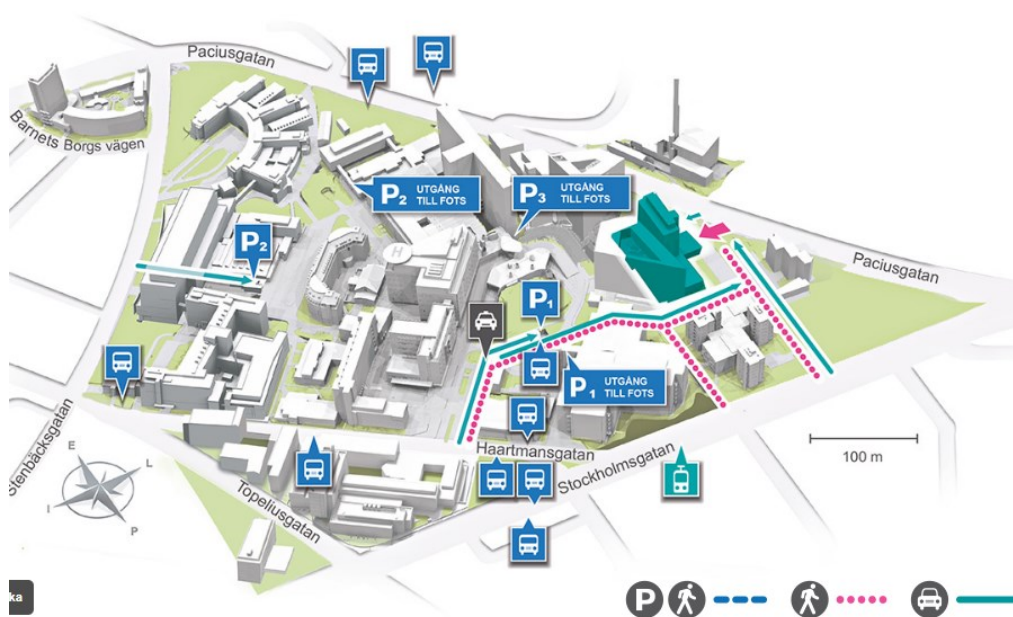 Paciusgatan
Barnets Borgs vägen
P2 UTGÅNG
TILL FOTS
P3 UTGÅNG
TILL FOTS
P2
Paciusgatan
H
P1
P1 UTGÅNG
TILL FOTS
Stenbäcksgatan
Haartmansgatan
Stockholmsgatan
100 m
Topeliusgatan
E
L
I
P
ka
P